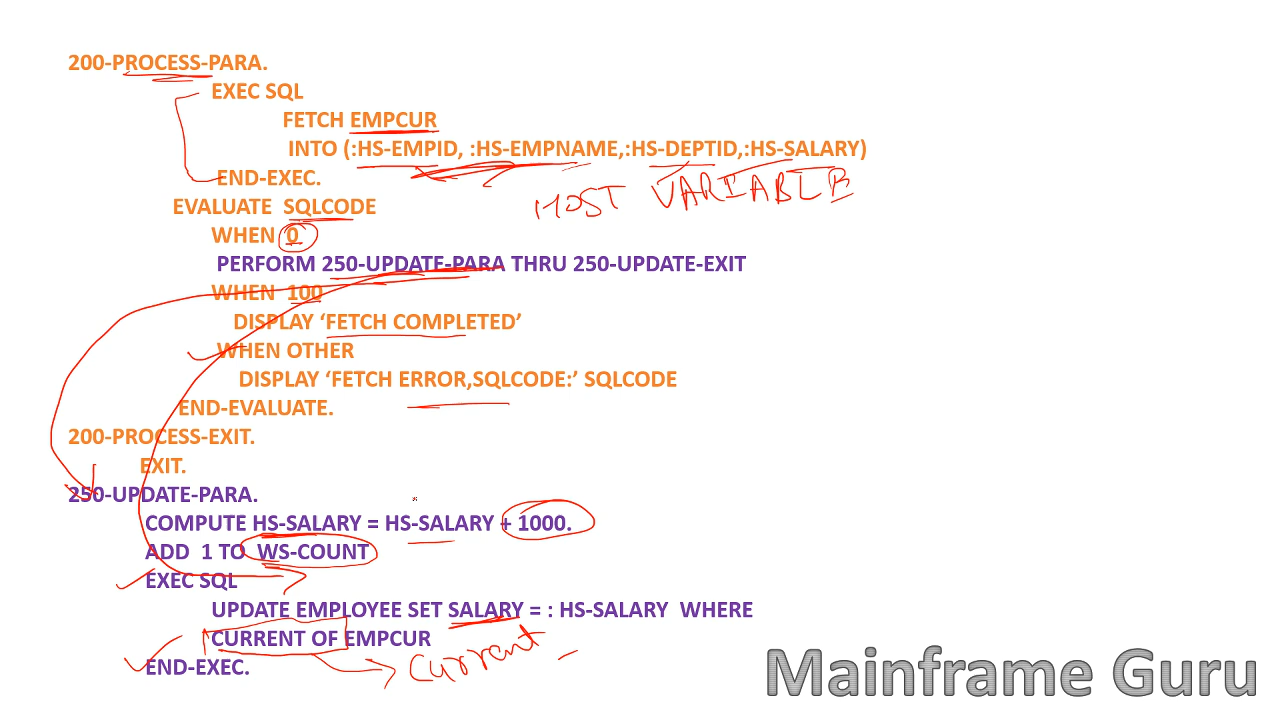 200-PROCESS-PARA.
EXEC SQL
FETCH EMPCUR
INTO (:HS-EMPID, :HS-EMPNAME,:HS-DEPTID,:HS-SALARY)
END-EXEC.
HOST VARIABLE
EVALUATE SQLCODE
WHEN 0
PERFORM 250-UPDATE-PARA THRU 250-UPDATE-EXIT
WHEN 100
DISPLAY ‘FETCH COMPLETED’
WHEN OTHER
DISPLAY ‘FETCH ERROR,SQLCODE:’ SQLCODE
END-EVALUATE.
200-PROCESS-EXIT.
EXIT.
250-UPDATE-PARA.
COMPUTE HS-SALARY = HS-SALARY + 1000.
ADD 1 TO WS-COUNT
EXEC SQL
UPDATE EMPLOYEE SET SALARY = : HS-SALARY WHERE
CURRENT OF EMPCUR
END-EXEC.
Current
Mainframe Guru